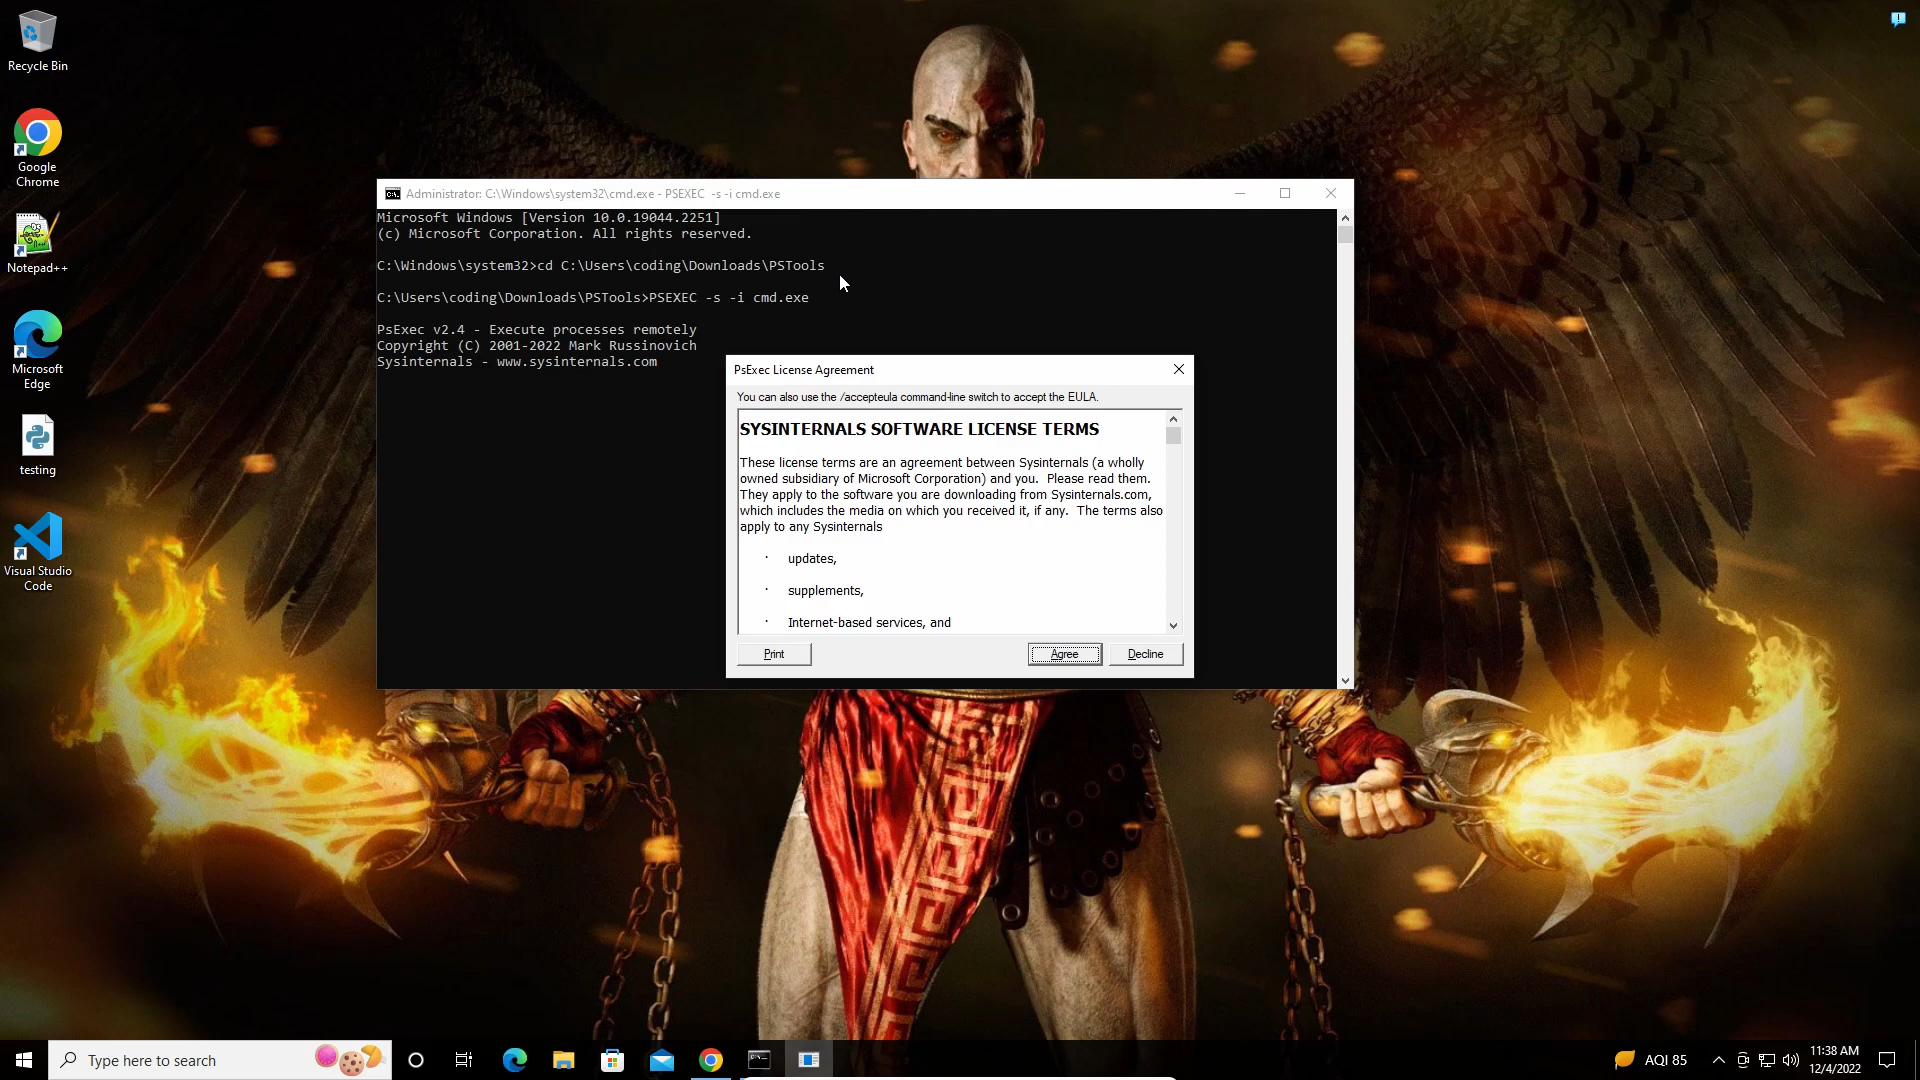 Recycle Bin
Google
Chrome
Notepad++
Microsoft
Edge
testing
Visual Studio
Code
Administrator: C:\Windows\system32\cmd.exe - PSEXEC  -s -i cmd.exe
Microsoft Windows [Version 10.0.19044.2251]
(c) Microsoft Corporation. All rights reserved.
C:\Windows\system32>cd C:\Users\coding\Downloads\PSTools
C:\Users\coding\Downloads\PSTools>PSEXEC -s -i cmd.exe
PsExec v2.4 - Execute processes remotely
Copyright (C) 2001-2022 Mark Russinovich
Sysinternals - www.sysinternals.com
PsExec License Agreement
You can also use the /accepteula command-line switch to accept the EULA.
SYSINTERNALS SOFTWARE LICENSE TERMS
These license terms are an agreement between Sysinternals (a wholly
owned subsidiary of Microsoft Corporation) and you.  Please read them.
They apply to the software you are downloading from Sysinternals.com,
which includes the media on which you received it, if any.  The terms also
apply to any Sysinternals
· updates,
· supplements,
· Internet-based services, and
Print
Agree
Decline
Type here to search
AQI 85
11:38 AM
12/4/2022